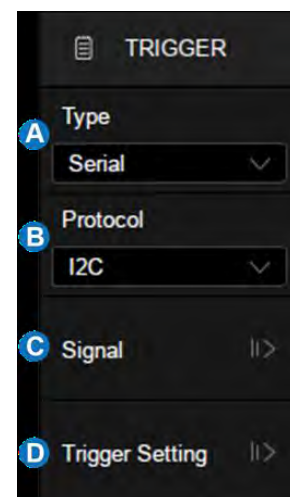 TRIGGER
A
Type
Serial
B
Protocol
I2C
C Signal
D Trigger Setting